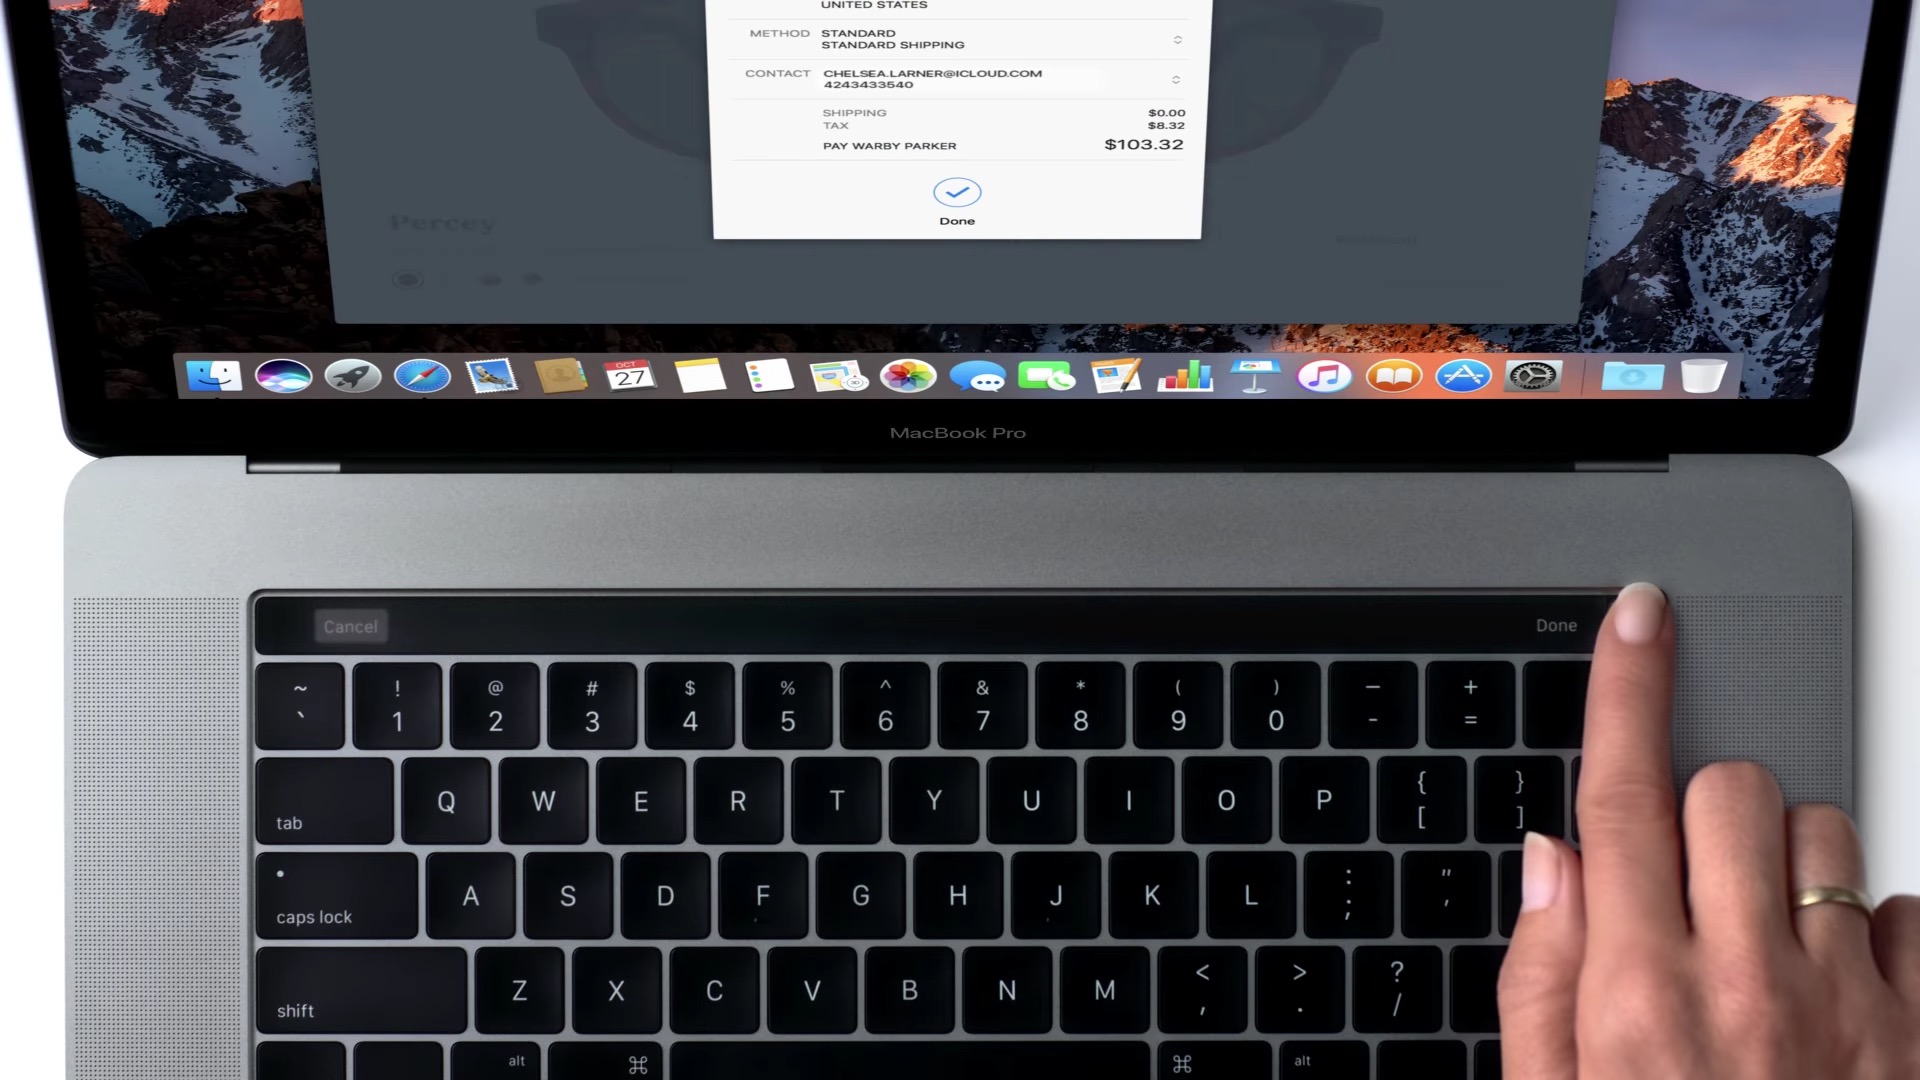 UNITED STATES
METHOD STANDARD
STANDARD SHIPPING
CONTACT CHELSEA.LARNER@ICLOUD.COM
4243433540
SHIPPING $0.00
TAX $8.32
PAY WARBY PARKER $103.32
Done
Percey
OCT
27
3D
MacBook Pro
Cancel Done
~ ! @ # $ % ^ & * ( ) — +
` 1 2 3 4 5 6 7 8 9 0 - =
tab Q W E R T Y U I O P { }
[ ]
caps lock A S D F G H J K L : "
; '
shift Z X C V B N M < > ?
, . /
alt ⌘ ⌘ alt